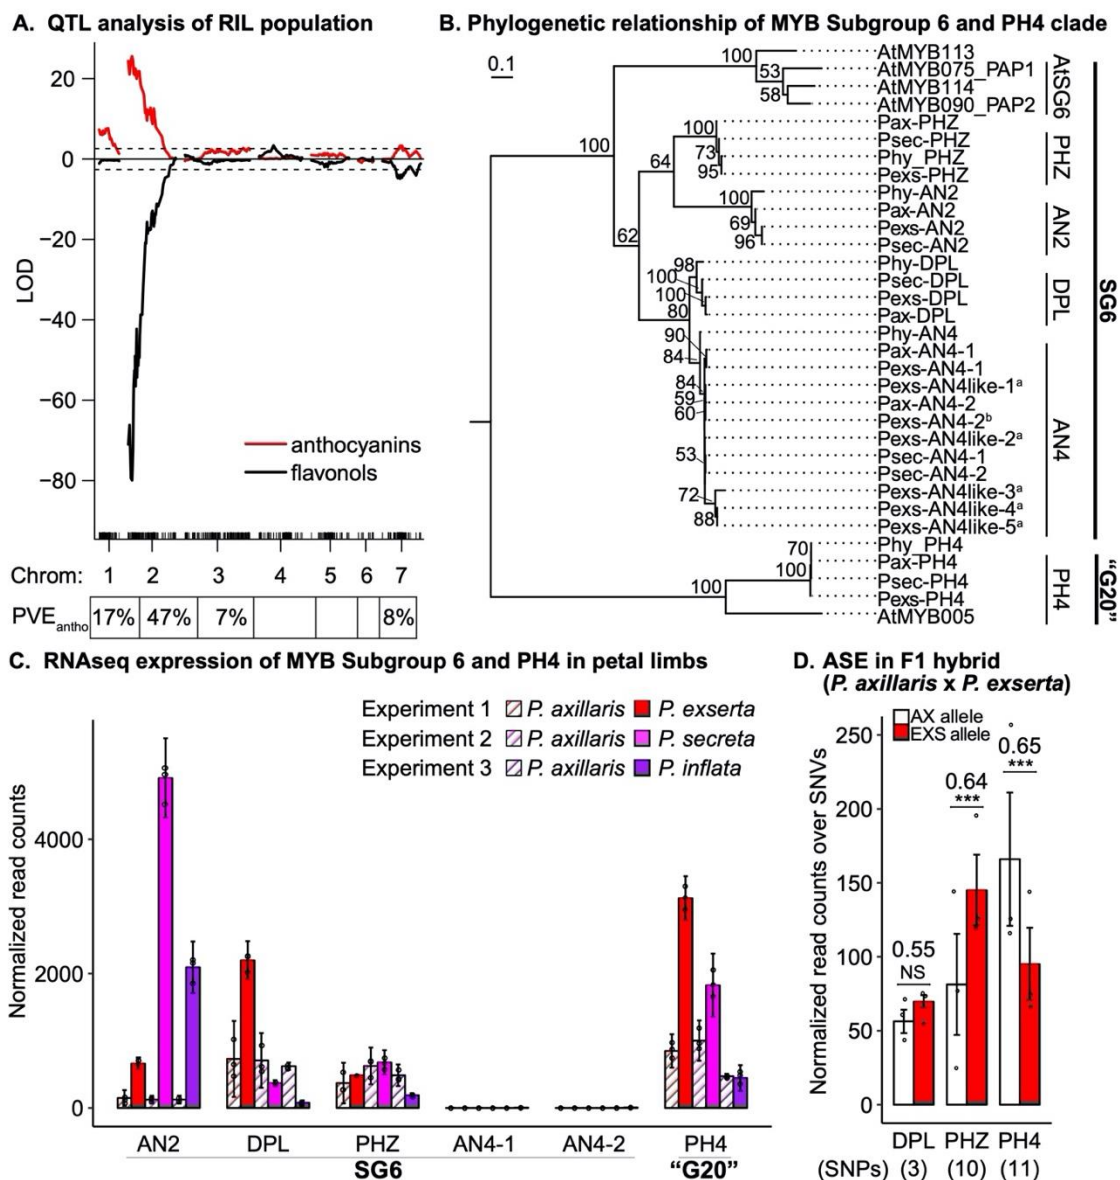 A. QTL analysis of RIL population
20
0
−20
−40
−60
−80
LOD
anthocyanins
flavonols
Chrom: 1 2 3 4 5 6 7
PVEantho 17% 47% 7% 8%
B. Phylogenetic relationship of MYB Subgroup 6 and PH4 clade
0.1
100
100
53
58
100
73
95
64
100
69
96
62
98
100
100
80
90
84
84
59
60
53
72
88
70
100
100
AtMYB113
AtMYB075_PAP1
AtMYB114
AtMYB090_PAP2
Pax-PHZ
Psec-PHZ
Phy_PHZ
Pexs-PHZ
Phy-AN2
Pax-AN2
Pexs-AN2
Psec-AN2
Phy-DPL
Psec-DPL
Pexs-DPL
Pax-DPL
Phy-AN4
Pax-AN4-1
Pexs-AN4-1
Pexs-AN4like-1ᵃ
Pax-AN4-2
Pexs-AN4-2ᵇ
Pexs-AN4like-2ᵃ
Psec-AN4-1
Psec-AN4-2
Pexs-AN4like-3ᵃ
Pexs-AN4like-4ᵃ
Pexs-AN4like-5ᵃ
Phy_PH4
Pax-PH4
Psec-PH4
Pexs-PH4
AtMYB005
AtSG6
PHZ
AN2
DPL
AN4
PH4
SG6
"G20"
C. RNAseq expression of MYB Subgroup 6 and PH4 in petal limbs
Experiment 1 P. axillaris P. exserta
Experiment 2 P. axillaris P. secreta
Experiment 3 P. axillaris P. inflata
Normalized read counts
4000
2000
0
AN2 DPL PHZ AN4-1 AN4-2 PH4
SG6 "G20"
D. ASE in F1 hybrid
(P. axillaris x P. exserta)
AX allele
EXS allele
Normalized read counts over SNVs
250
200
150
100
50
0
0.55
NS
0.64
***
0.65
***
DPL PHZ PH4
(SNPs) (3) (10) (11)